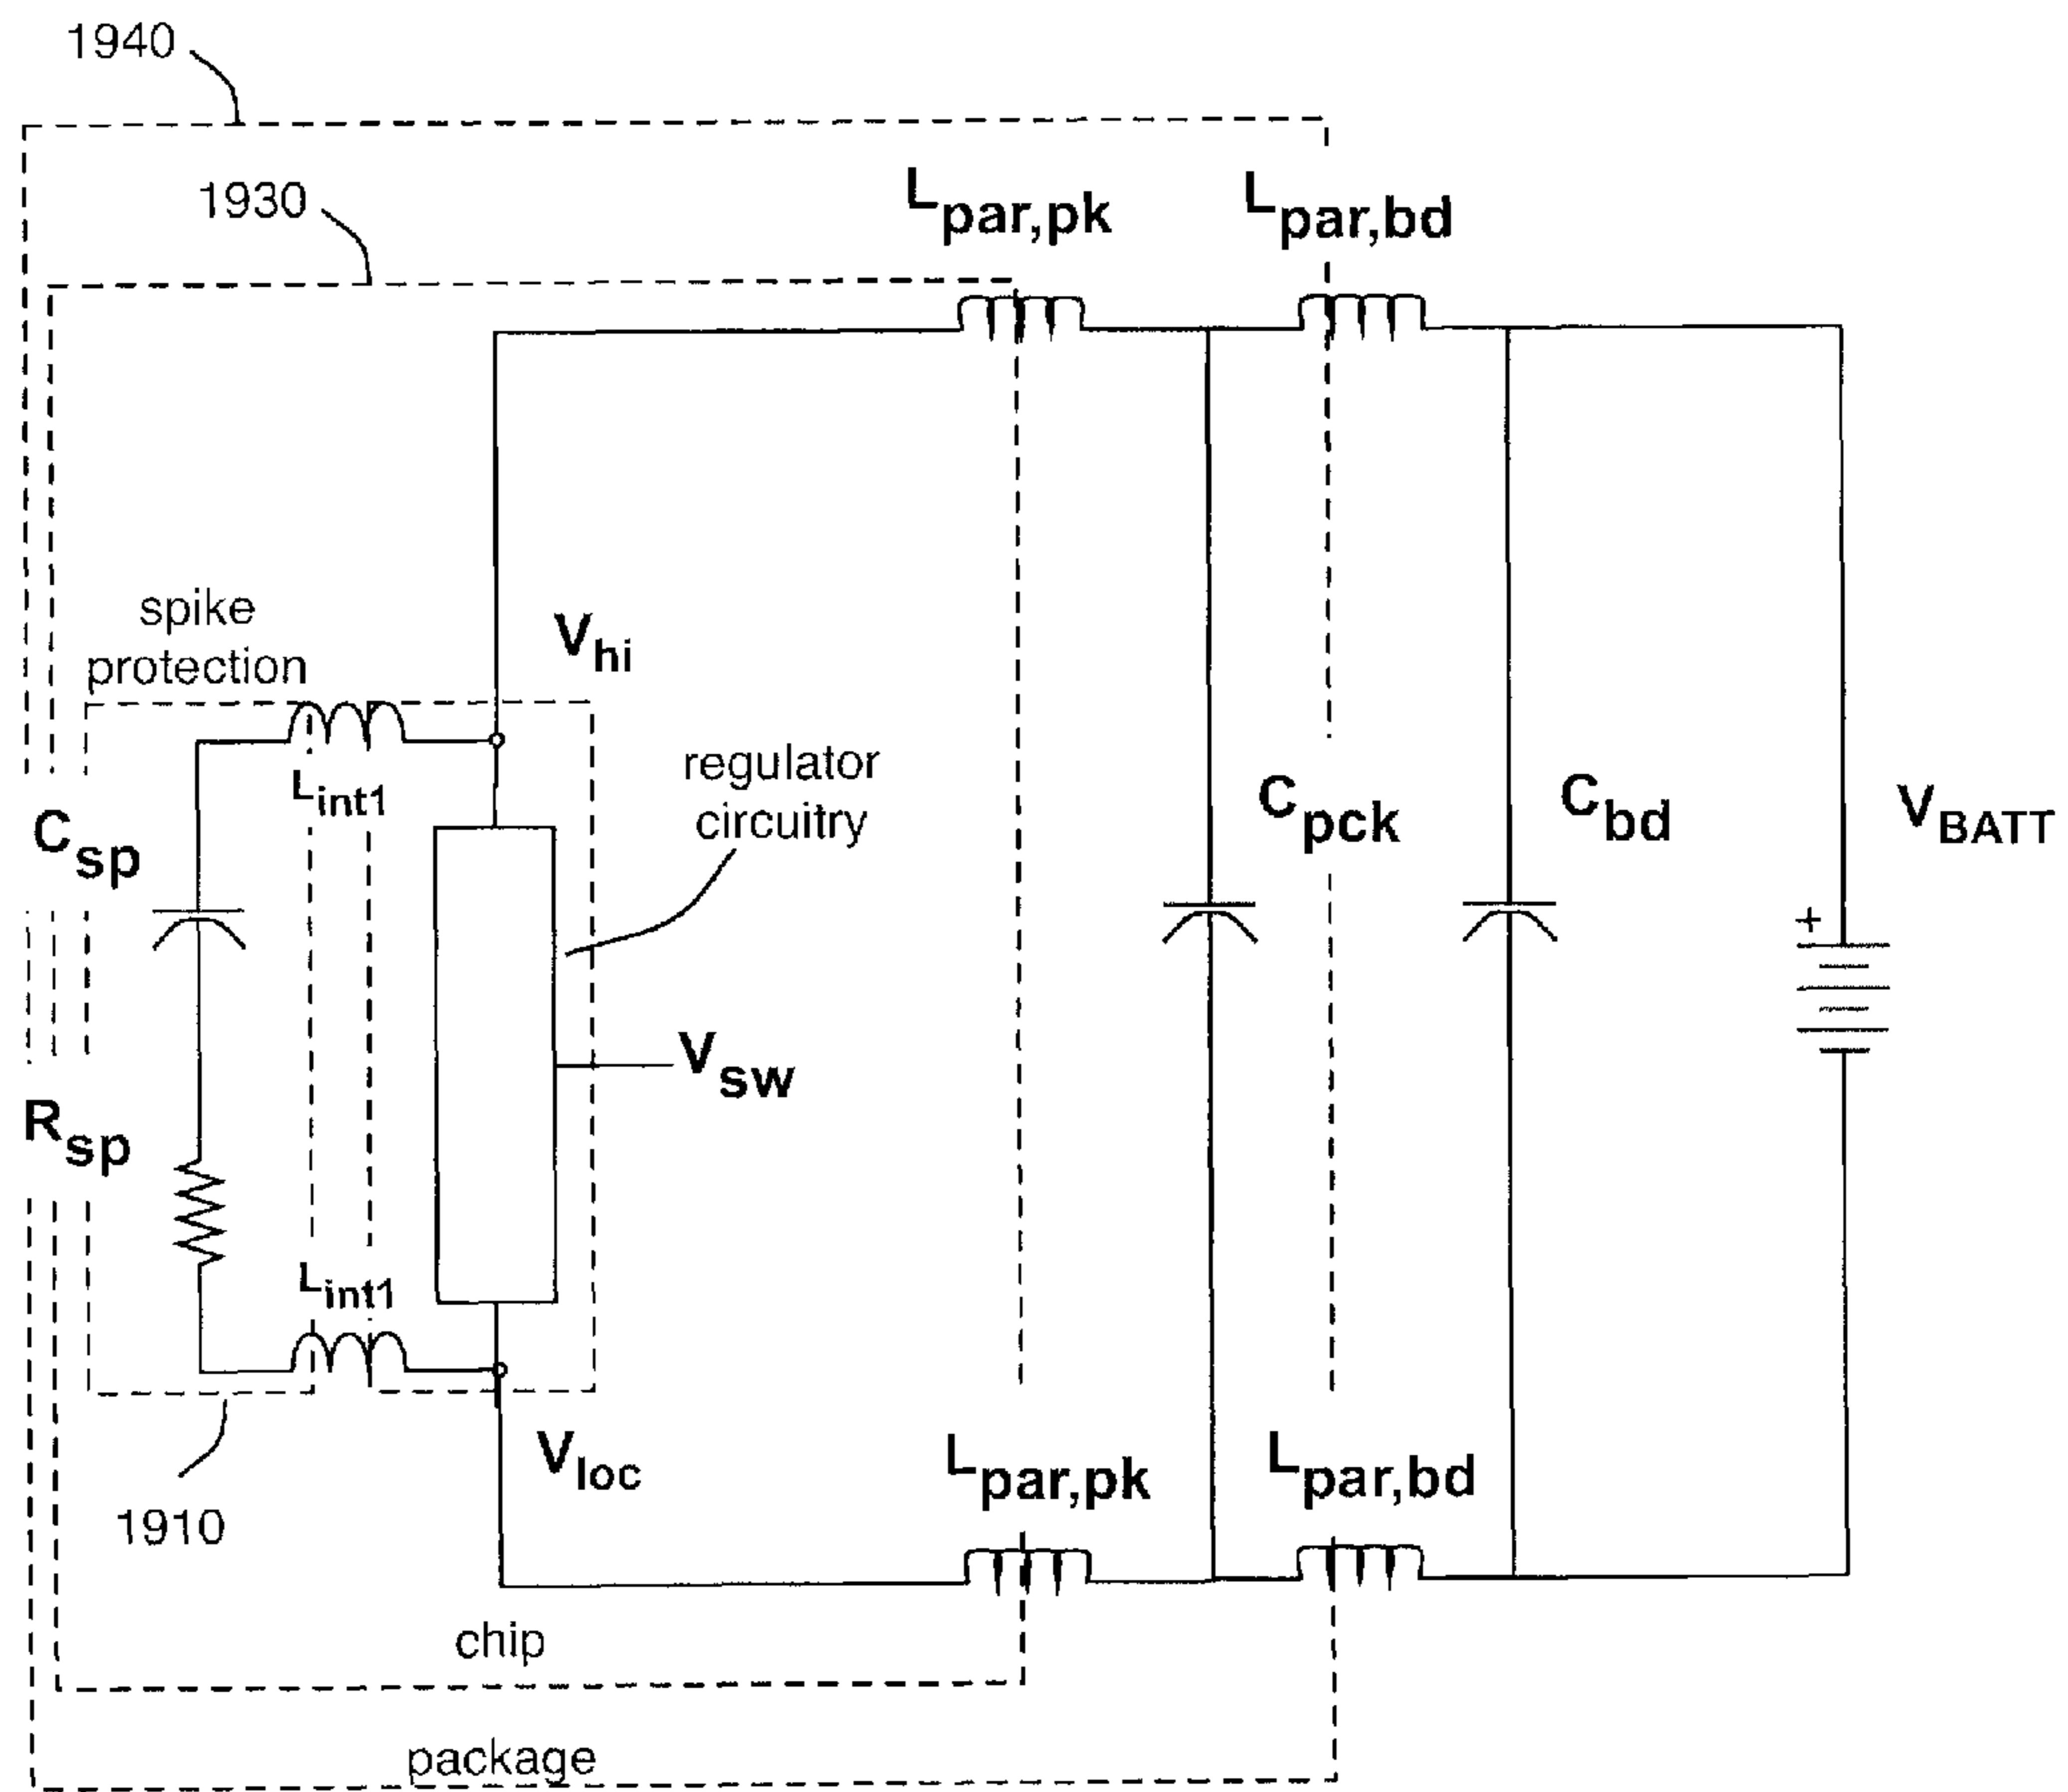 1940
1930
Lpar,pk
Lpar,bd
spike
protection
Vhi
regulator
circuitry
Lint1
Csp
Cpck
Cbd
VBATT
+
Vsw
Rsp
Lint1
Vloc
Lpar,pk
Lpar,bd
1910
chip
package